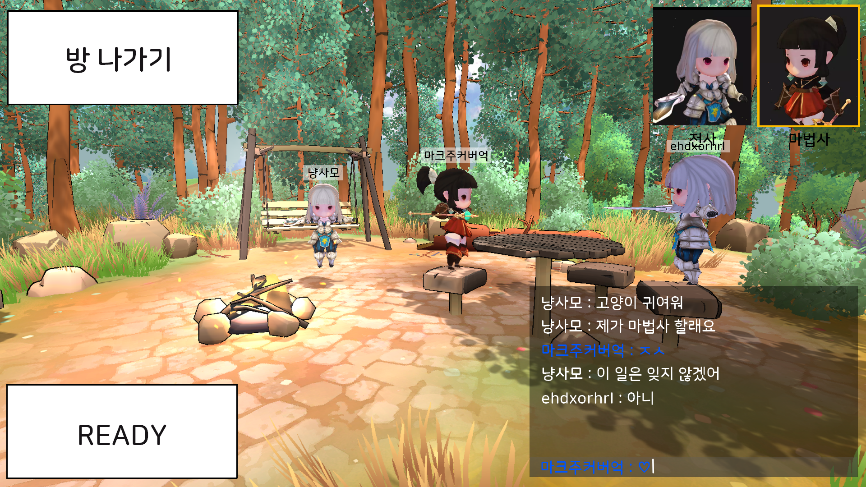 방 나가기
전사
마법사
ehdxorhrl
마크주커버억
냥사모
냥사모 : 고양이 귀여워
냥사모 : 제가 마법사 할래요
마크주커버억 : ㅅㅅ
냥사모 : 이 일은 잊지 않겠어
ehdxorhrl : 아니
마크주커버억 : ♡
READY